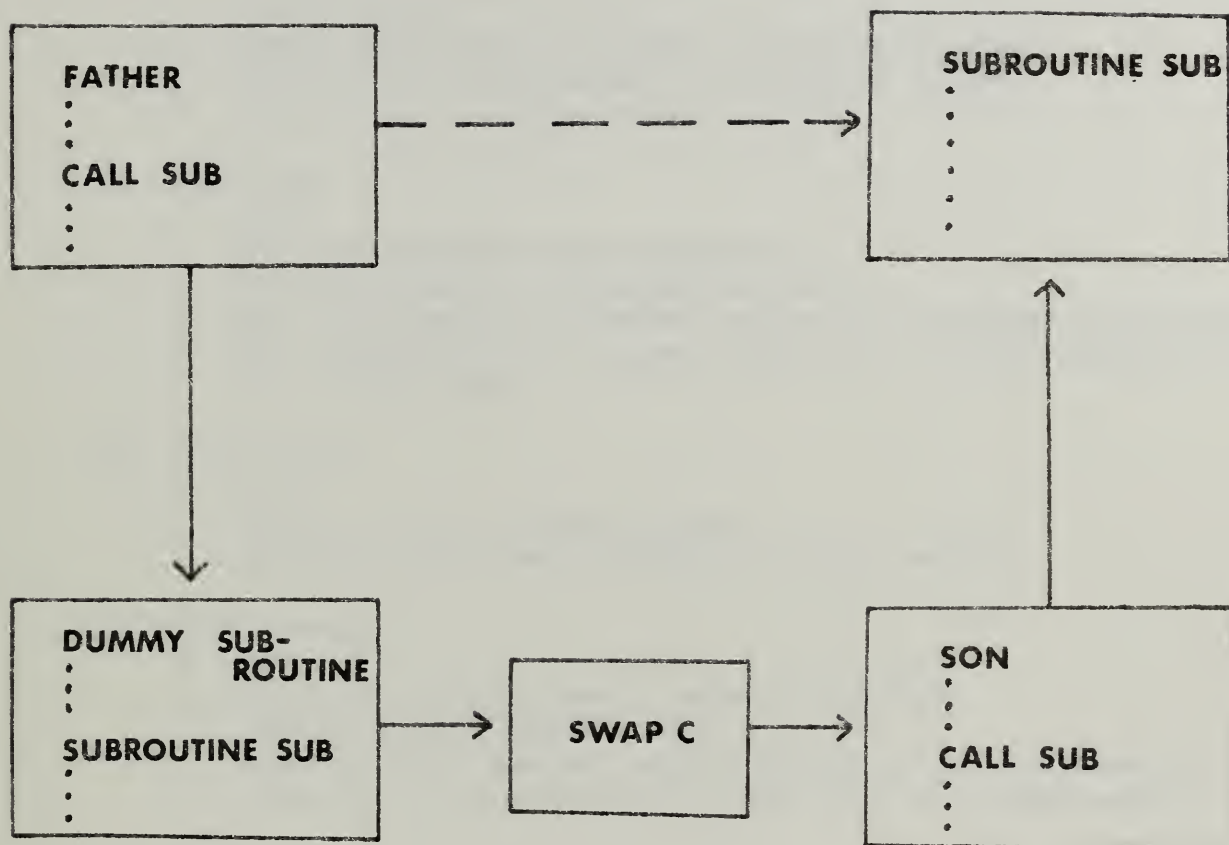 FATHER
CALL SUB
SUBROUTINE SUB
DUMMY SUB-
ROUTINE
SUBROUTINE SUB
SWAP C
SON
CALL SUB